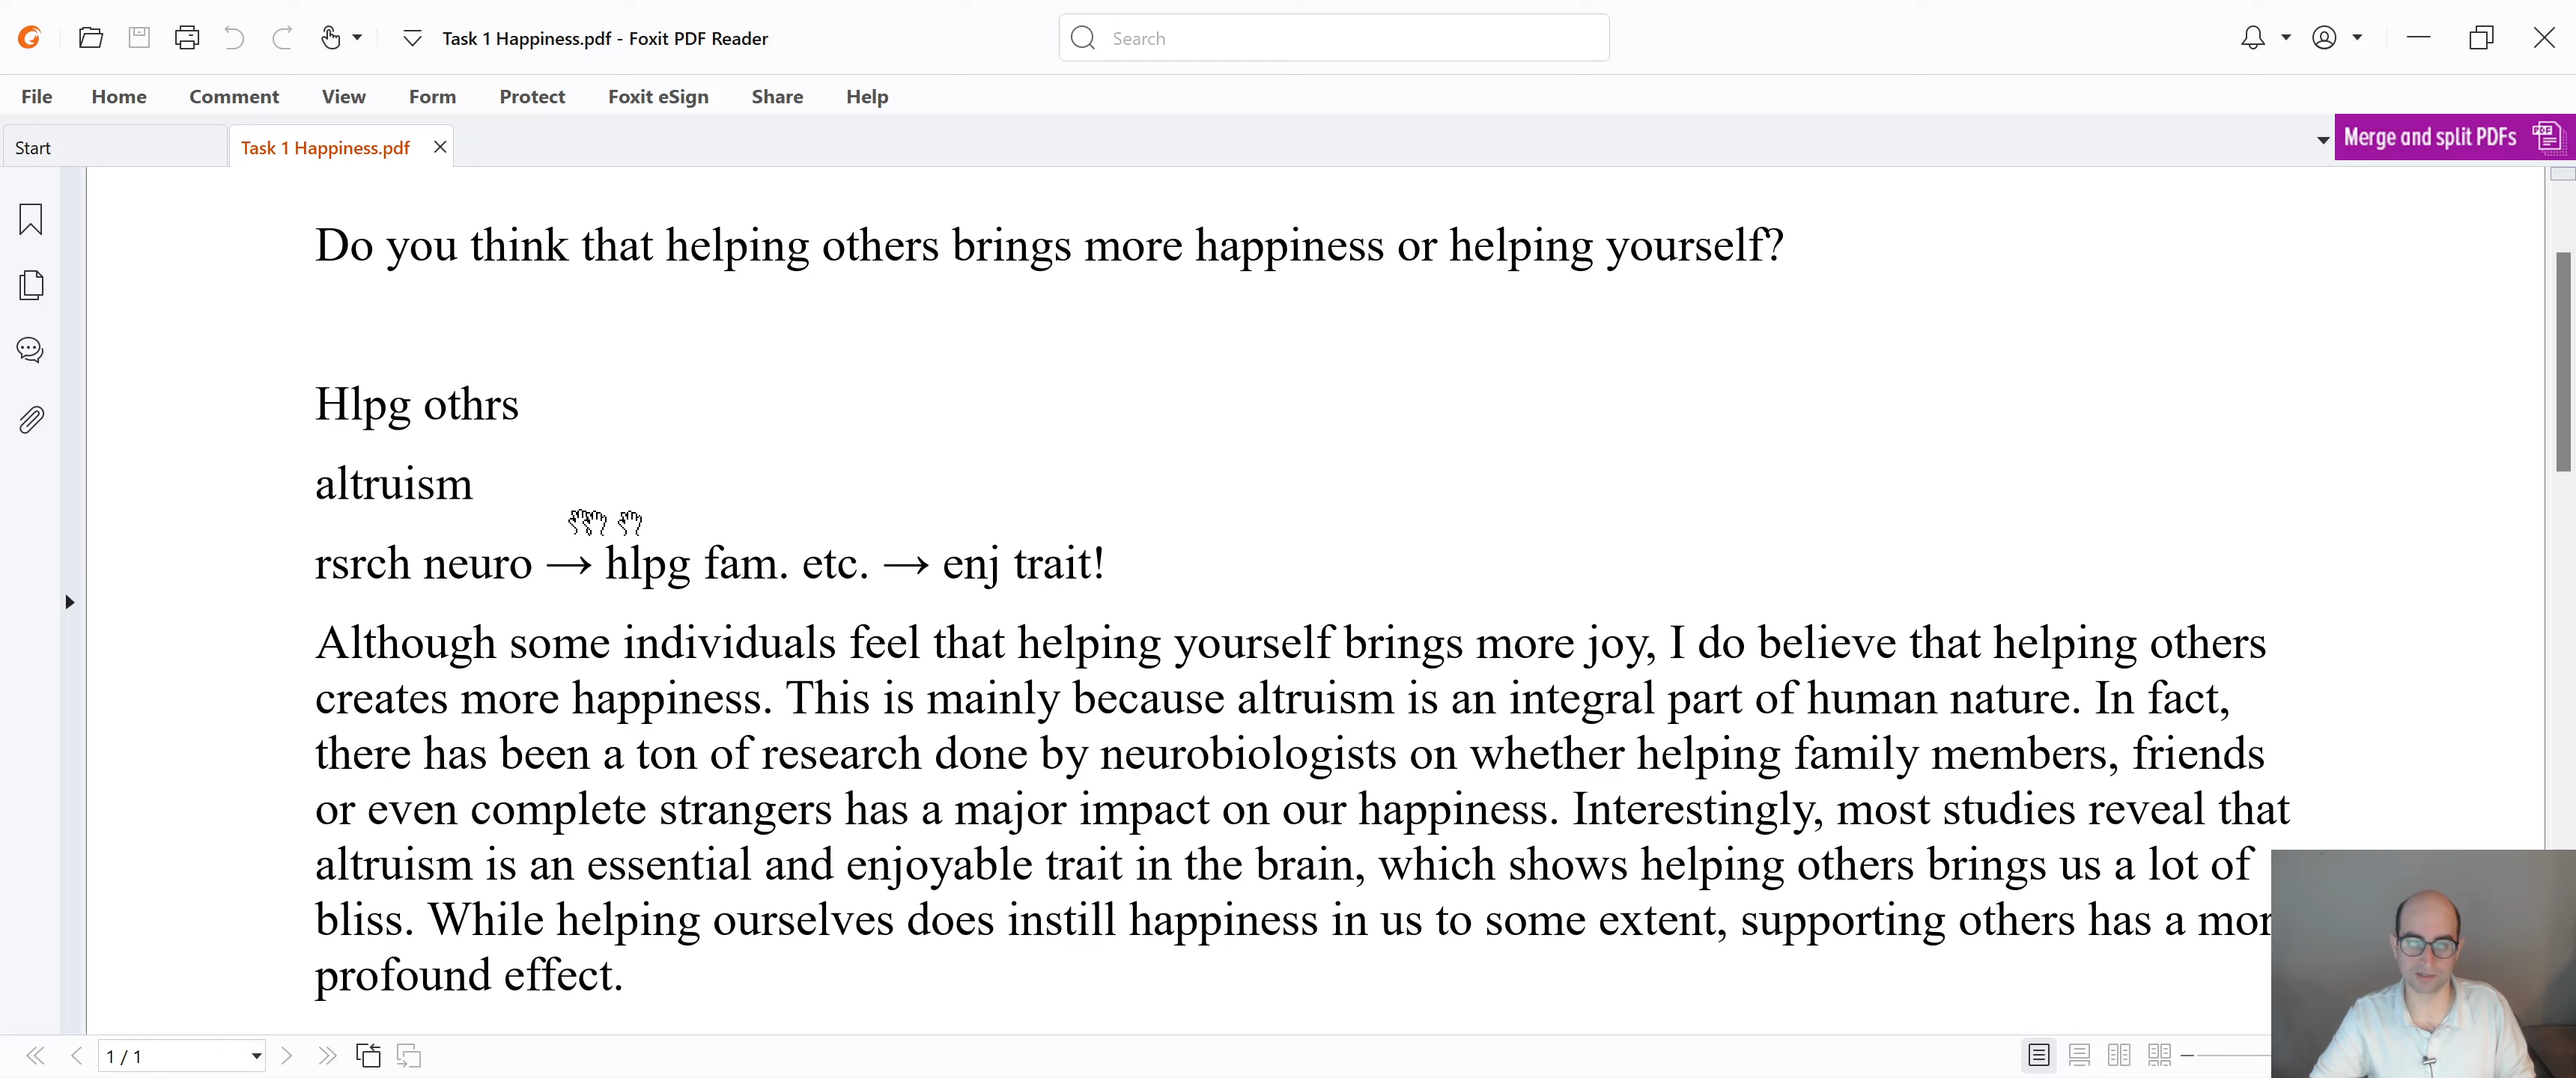 Task 1 Happiness.pdf - Foxit PDF Reader
Search
File Home Comment View Form Protect Foxit eSign Share Help
Start
Task 1 Happiness.pdf
Merge and split PDFs
PDF
Do you think that helping others brings more happiness or helping yourself?
Hlpg othrs
altruism
rsrch neuro → hlpg fam. etc. → enj trait!
Although some individuals feel that helping yourself brings more joy, I do believe that helping others
creates more happiness. This is mainly because altruism is an integral part of human nature. In fact,
there has been a ton of research done by neurobiologists on whether helping family members, friends
or even complete strangers has a major impact on our happiness. Interestingly, most studies reveal that
altruism is an essential and enjoyable trait in the brain, which shows helping others brings us a lot of
bliss. While helping ourselves does instill happiness in us to some extent, supporting others has a mor
profound effect.
1 / 1